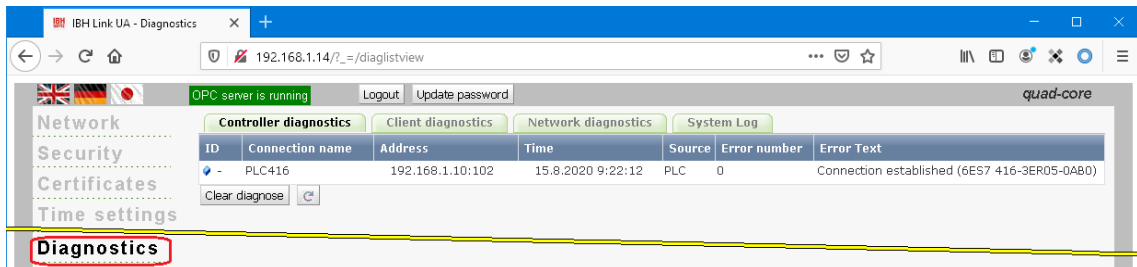 IBH IBH Link UA - Diagnostics
192.168.1.14/?_=/diaglistview
OPC server is running Logout Update password quad-core
Network
Controller diagnostics Client diagnostics Network diagnostics System Log
ID Connection name Address Time Source Error number Error Text
Security
- PLC416 192.168.1.10:102 15.8.2020 9:22:12 PLC 0 Connection established (6ES7 416-3ER05-0AB0)
Certificates
Clear diagnose
Time settings
Diagnostics